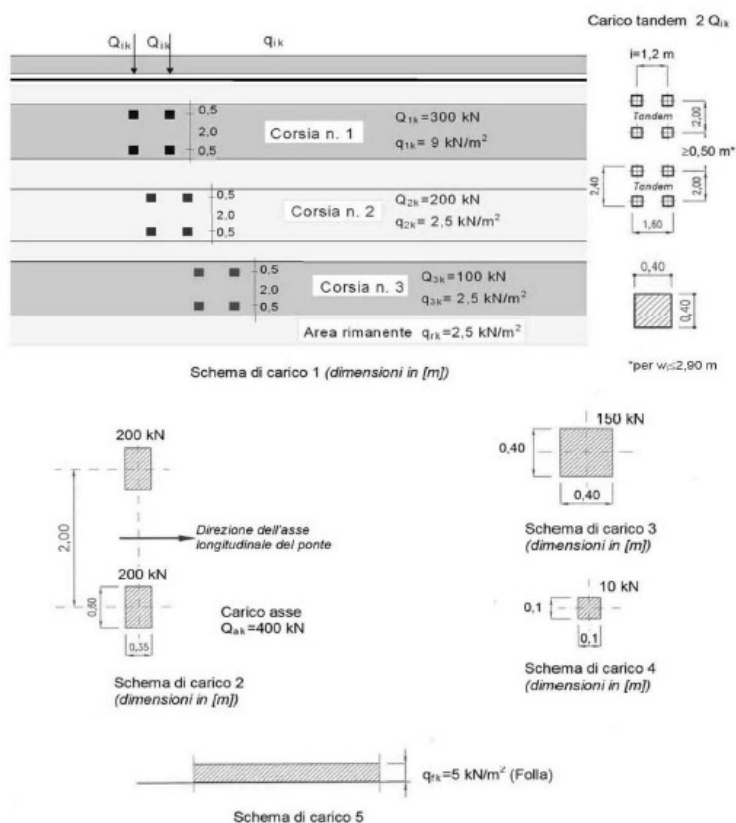 Carico tandem 2 Qik
Qik Qik qik
i=1,2 m
0,5
2,0
0,5
Corsia n. 1
Q1k=300 kN
q1k= 9 kN/m²
Tandem
2,00
≥0,50 m*
0,5
2,0
0,5
Corsia n. 2
Q2k=200 kN
q2k= 2,5 kN/m²
2,40
Tandem
2,00
1,60
0,5
2,0
0,5
Corsia n. 3
Q3k=100 kN
q3k= 2,5 kN/m²
0,40
0,40
Area rimanente qrk=2,5 kN/m²
*per wl≤2,90 m
Schema di carico 1 (dimensioni in [m])
200 kN
2,00
Direzione dell'asse
longitudinale del ponte
200 kN
0,60
0,35
Carico asse
Qak=400 kN
Schema di carico 2
(dimensioni in [m])
150 kN
0,40
0,40
Schema di carico 3
(dimensioni in [m])
10 kN
0,1
0,1
Schema di carico 4
(dimensioni in [m])
qfk=5 kN/m² (Folla)
Schema di carico 5